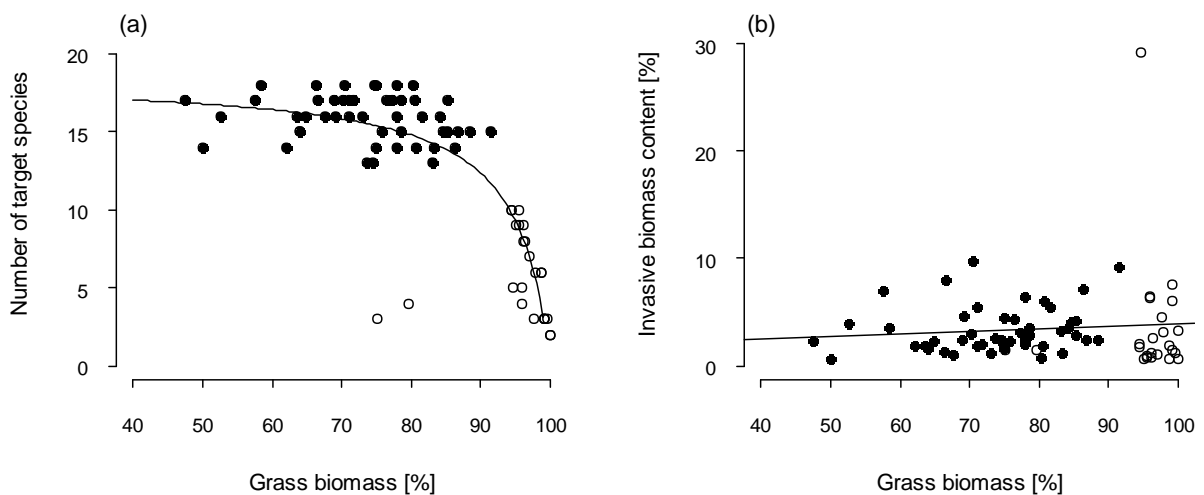 (a)
Number of target species
20
15
10
5
0
40 50 60 70 80 90 100
Grass biomass [%]
(b)
Invasive biomass content [%]
30
20
10
0
40 50 60 70 80 90 100
Grass biomass [%]